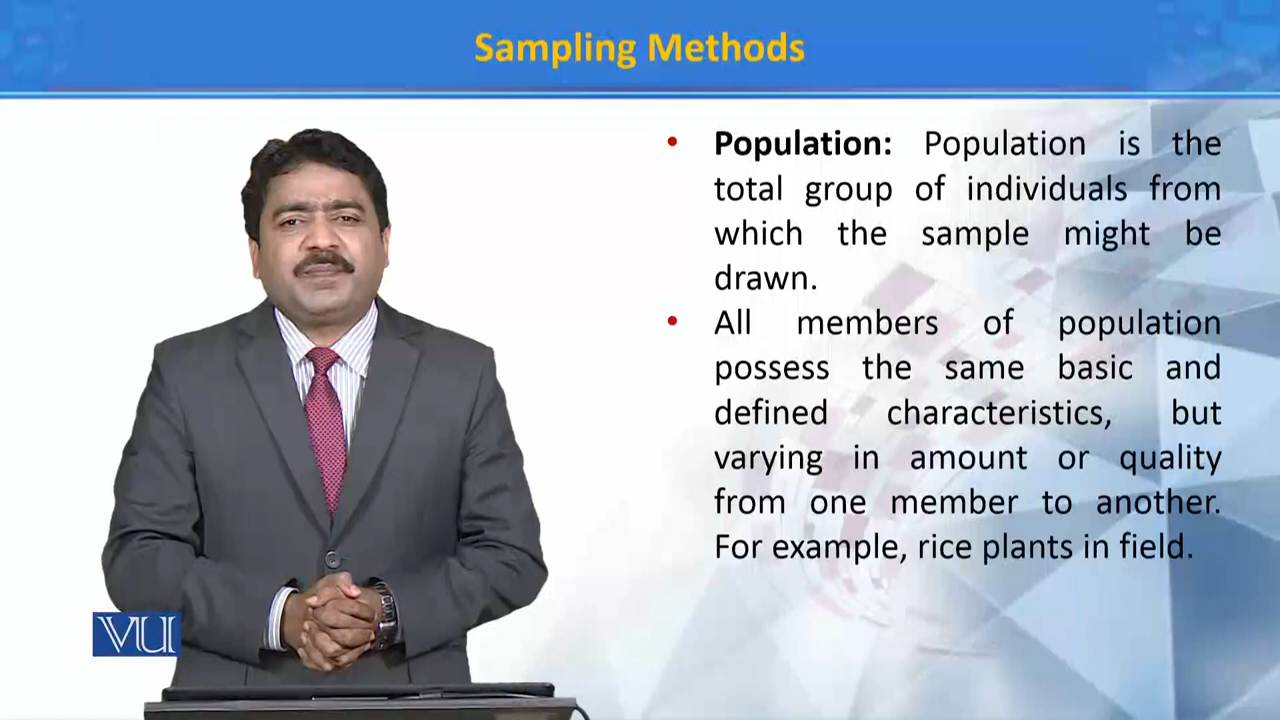 Sampling Methods
• Population: Population is the
total group of individuals from
which the sample might be
drawn.
• All members of population
possess the same basic and
defined characteristics, but
varying in amount or quality
from one member to another.
For example, rice plants in field.
VU